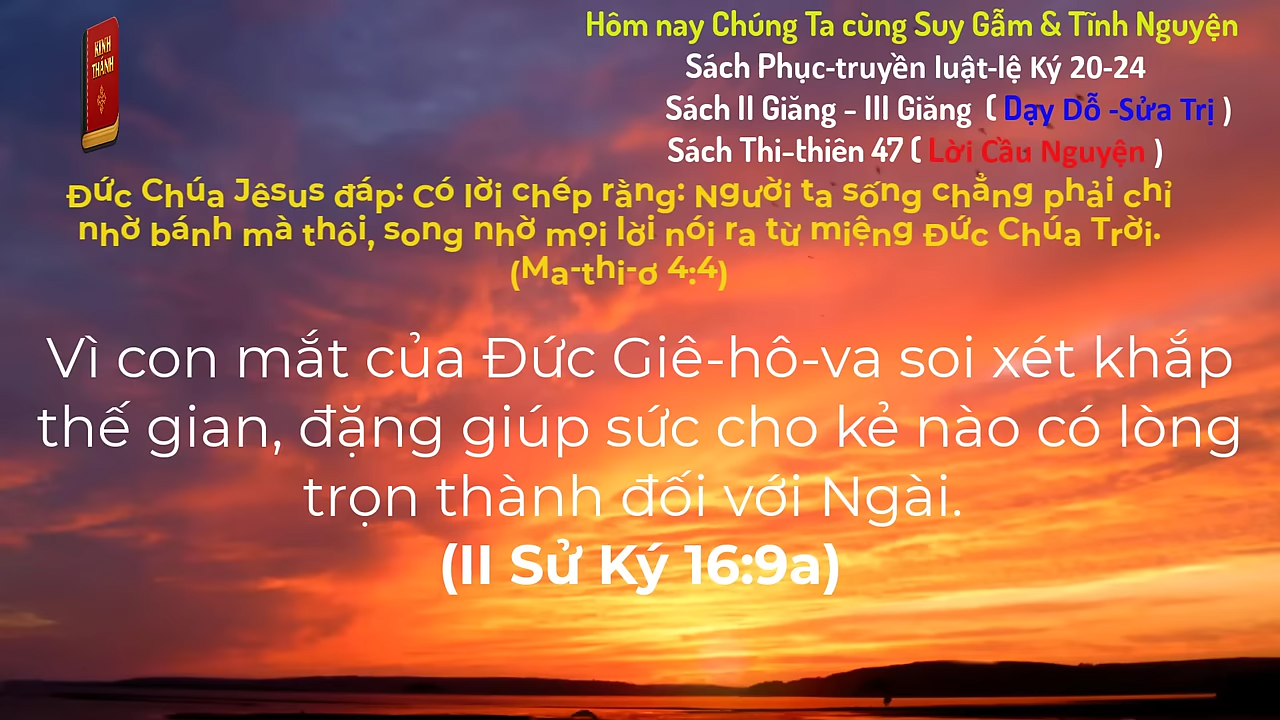 KINH
THÁNH
Hôm nay Chúng Ta cùng Suy Gẫm & Tĩnh Nguyện
Sách Phục-truyền luật-lệ Ký 20-24
Sách II Giăng - III Giăng ( Dạy Dỗ -Sửa Trị )
Sách Thi-thiên 47 ( Lời Cầu Nguyện )
Đức Chúa Jêsus đáp: Có lời chép rằng: Người ta sống chẳng phải chỉ
nhờ bánh mà thôi, song nhờ mọi lời nói ra từ miệng Đức Chúa Trời.
(Ma-thi-ơ 4:4)
Vì con mắt của Đức Giê-hô-va soi xét khắp
thế gian, đặng giúp sức cho kẻ nào có lòng
trọn thành đối với Ngài.
(II Sử Ký 16:9a)